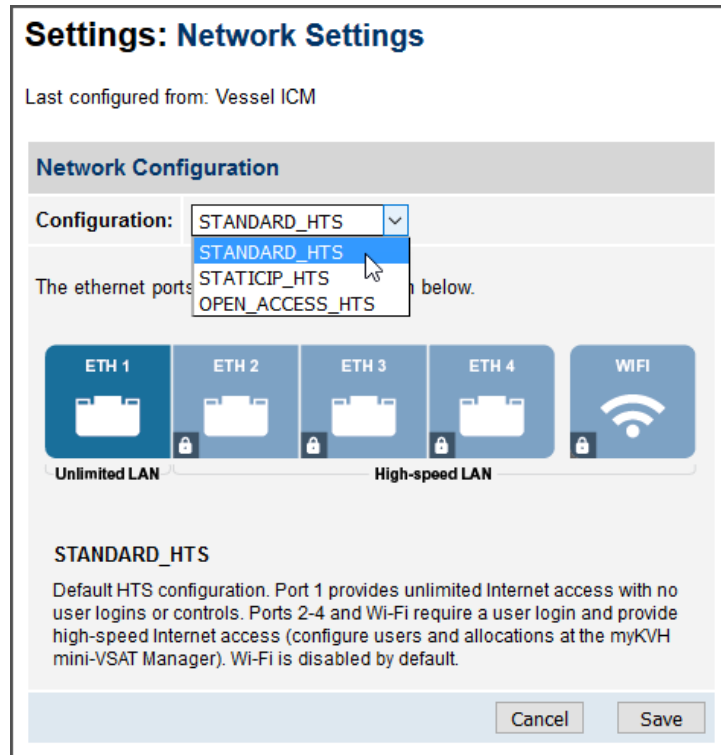 Settings: Network Settings
Last configured from: Vessel ICM
Network Configuration
Configuration: STANDARD_HTS
STANDARD_HTS
STATICIP_HTS
OPEN_ACCESS_HTS
The ethernet ports below.
ETH 1 ETH 2 ETH 3 ETH 4 WIFI
Unlimited LAN High-speed LAN
STANDARD_HTS
Default HTS configuration. Port 1 provides unlimited Internet access with no
user logins or controls. Ports 2-4 and Wi-Fi require a user login and provide
high-speed Internet access (configure users and allocations at the myKVH
mini-VSAT Manager). Wi-Fi is disabled by default.
Cancel Save